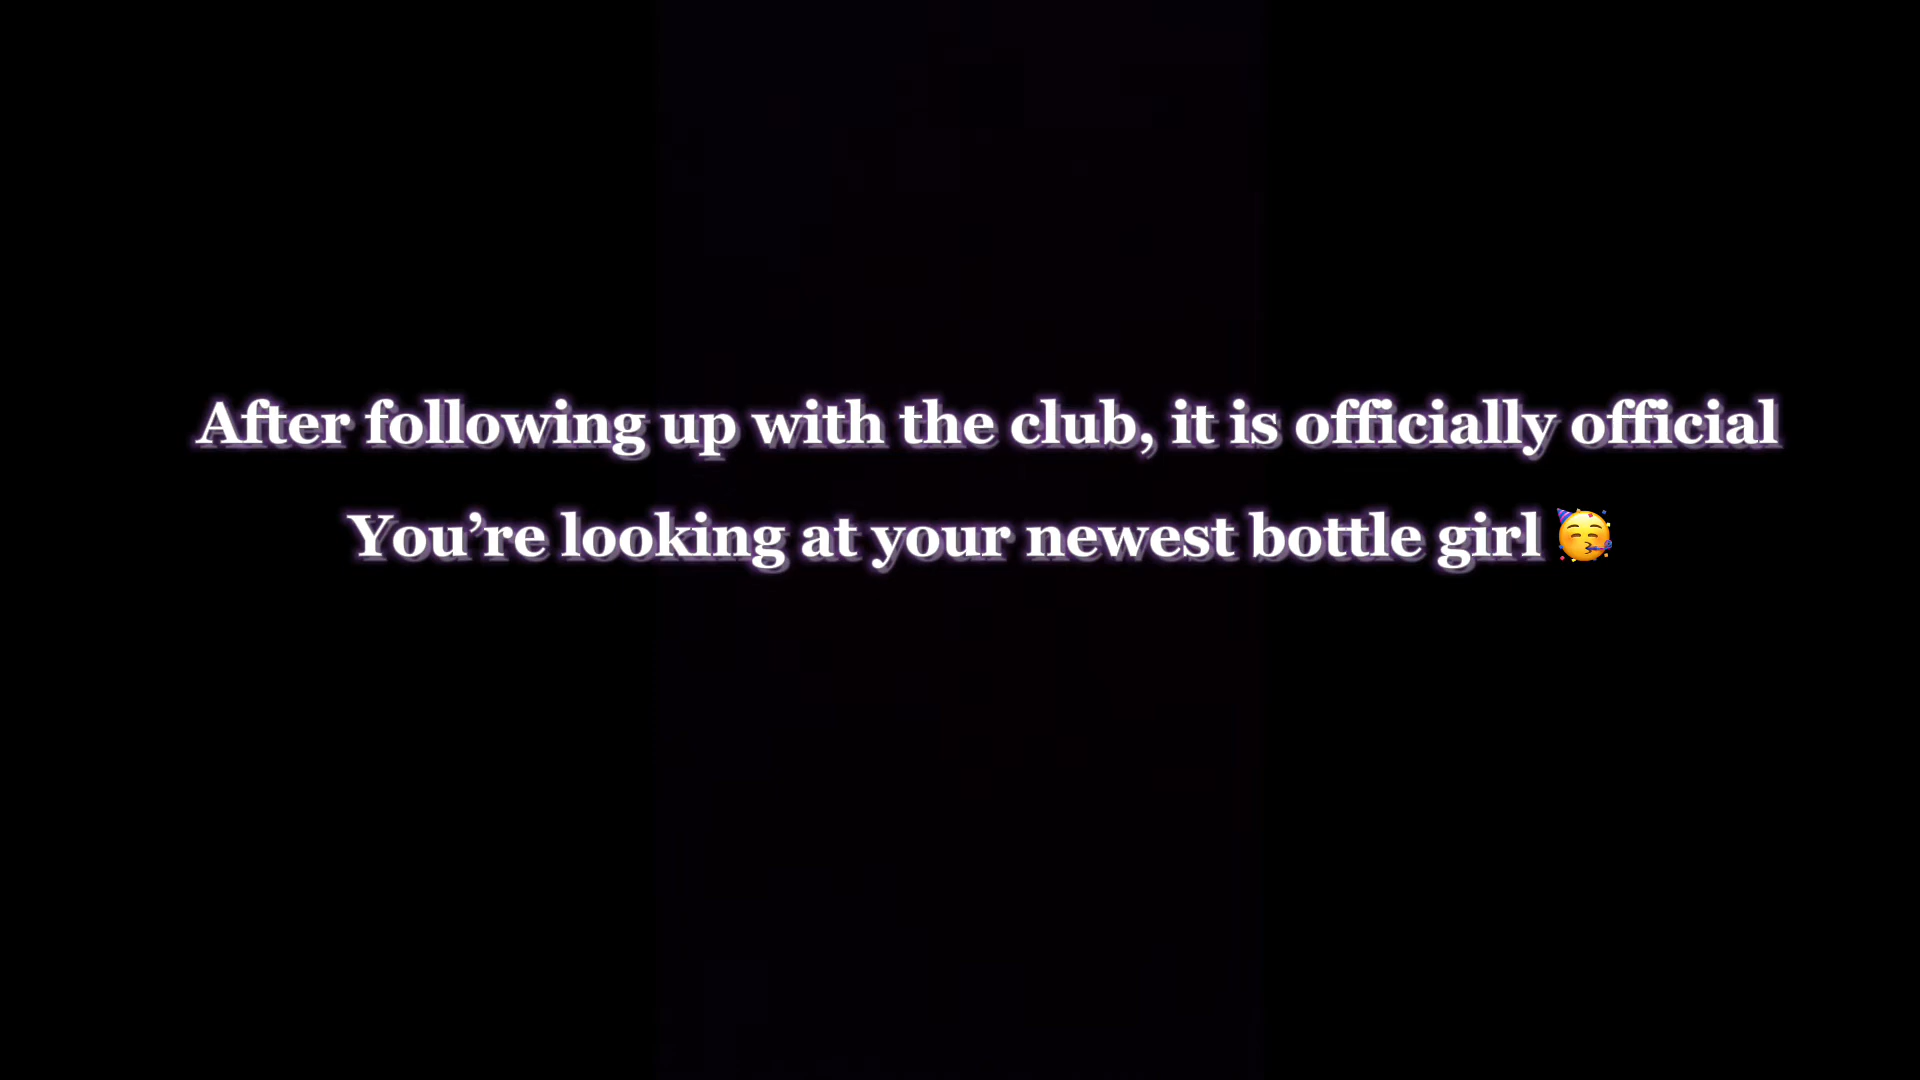 After following up with the club, it is officially official
You’re looking at your newest bottle girl 🥳